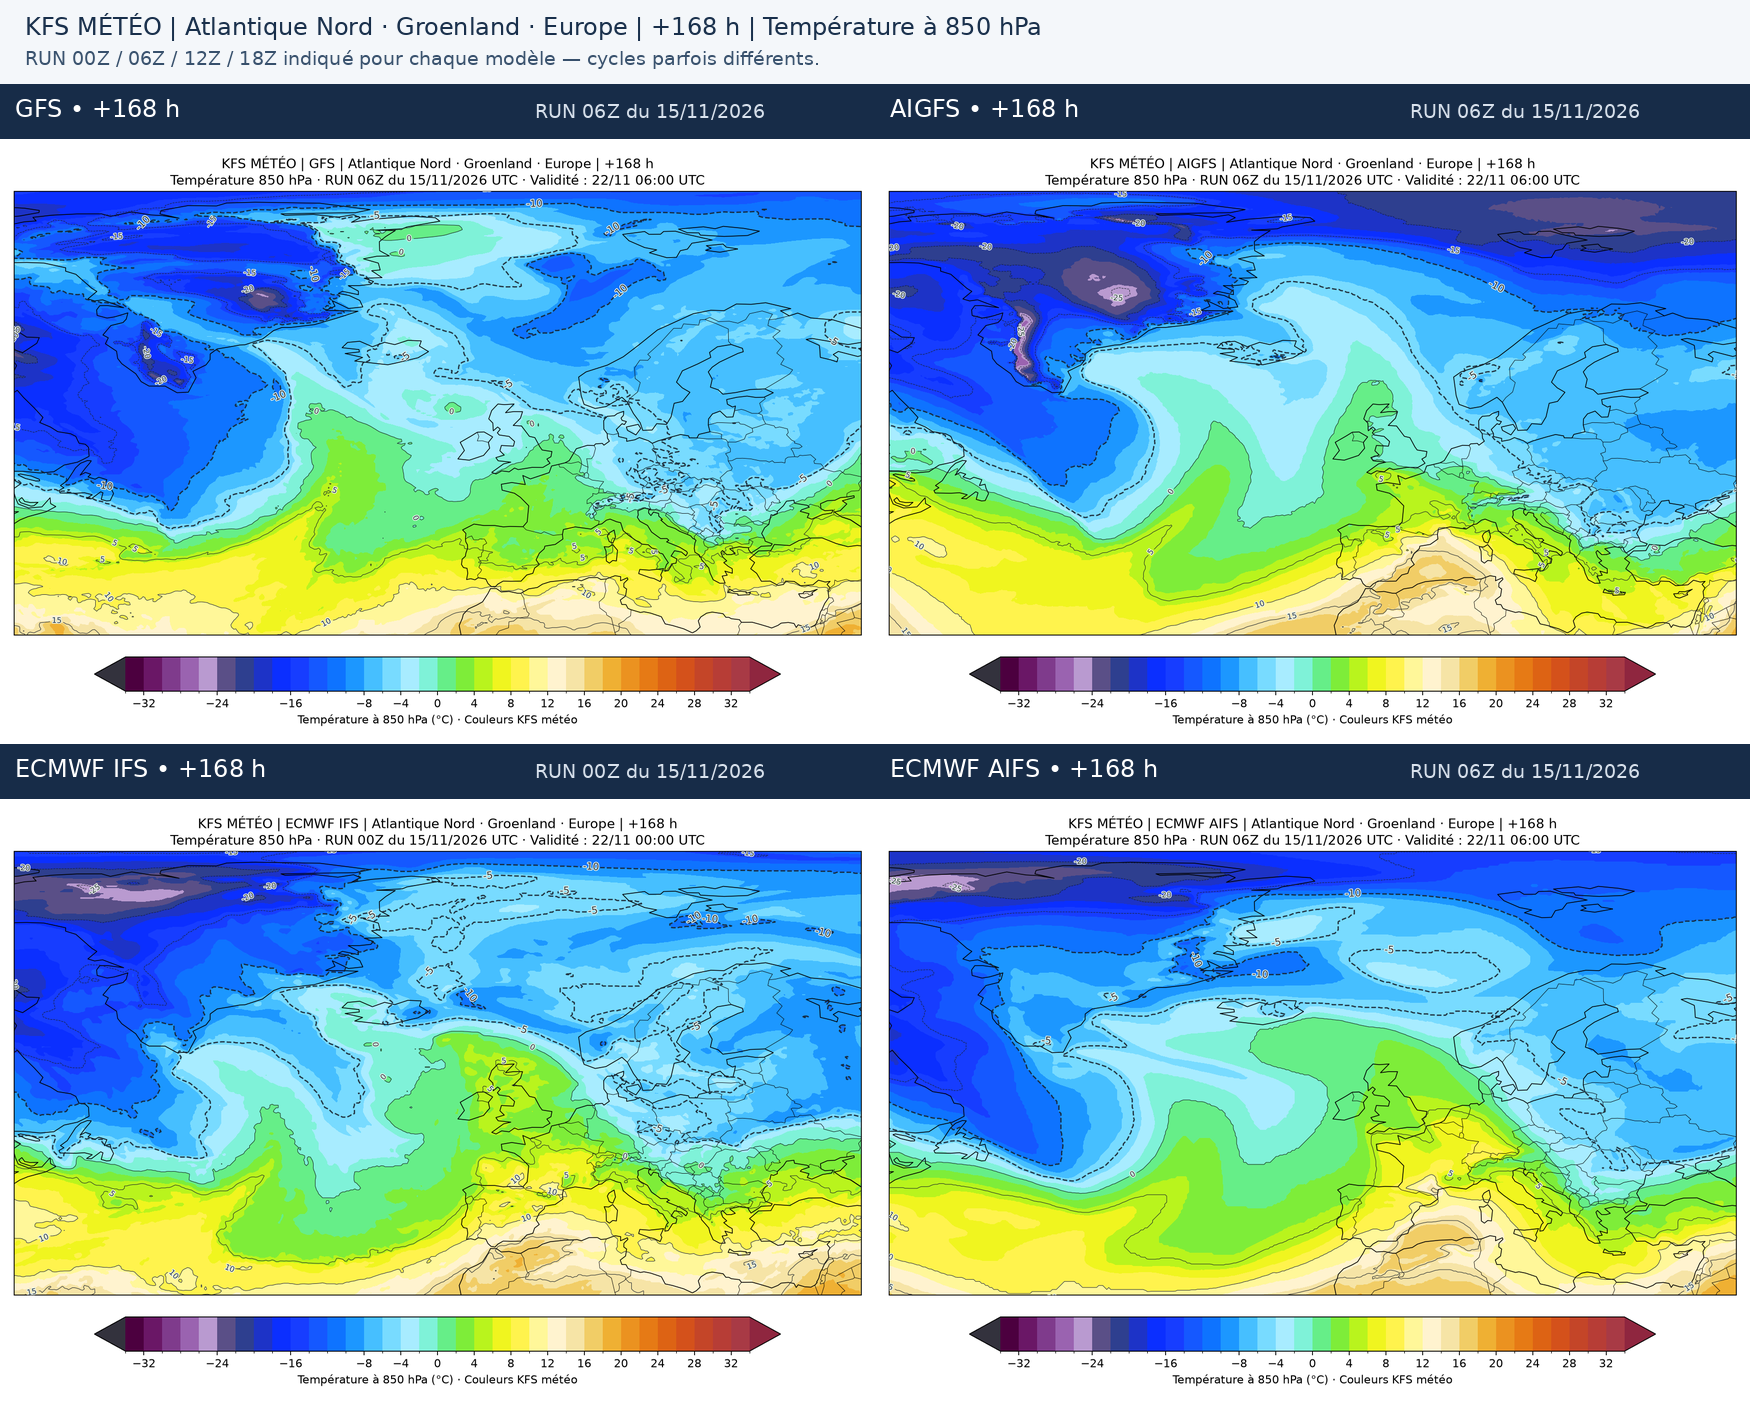 KFS MÉTÉO | Atlantique Nord · Groenland · Europe | +168 h | Température à 850 hPa
RUN 00Z / 06Z / 12Z / 18Z indiqué pour chaque modèle — cycles parfois différents.
GFS • +168 h
RUN 06Z du 15/11/2026
AIGFS • +168 h
RUN 06Z du 15/11/2026
KFS MÉTÉO | GFS | Atlantique Nord · Groenland · Europe | +168 h
Température 850 hPa · RUN 06Z du 15/11/2026 UTC · Validité : 22/11 06:00 UTC
KFS MÉTÉO | AIGFS | Atlantique Nord · Groenland · Europe | +168 h
Température 850 hPa · RUN 06Z du 15/11/2026 UTC · Validité : 22/11 06:00 UTC
−32 −24 −16 −8 −4 0 4 8 12 16 20 24 28 32
Température à 850 hPa (°C) · Couleurs KFS météo
−32 −24 −16 −8 −4 0 4 8 12 16 20 24 28 32
Température à 850 hPa (°C) · Couleurs KFS météo
ECMWF IFS • +168 h
RUN 00Z du 15/11/2026
ECMWF AIFS • +168 h
RUN 06Z du 15/11/2026
KFS MÉTÉO | ECMWF IFS | Atlantique Nord · Groenland · Europe | +168 h
Température 850 hPa · RUN 00Z du 15/11/2026 UTC · Validité : 22/11 00:00 UTC
KFS MÉTÉO | ECMWF AIFS | Atlantique Nord · Groenland · Europe | +168 h
Température 850 hPa · RUN 06Z du 15/11/2026 UTC · Validité : 22/11 06:00 UTC
−32 −24 −16 −8 −4 0 4 8 12 16 20 24 28 32
Température à 850 hPa (°C) · Couleurs KFS météo
−32 −24 −16 −8 −4 0 4 8 12 16 20 24 28 32
Température à 850 hPa (°C) · Couleurs KFS météo